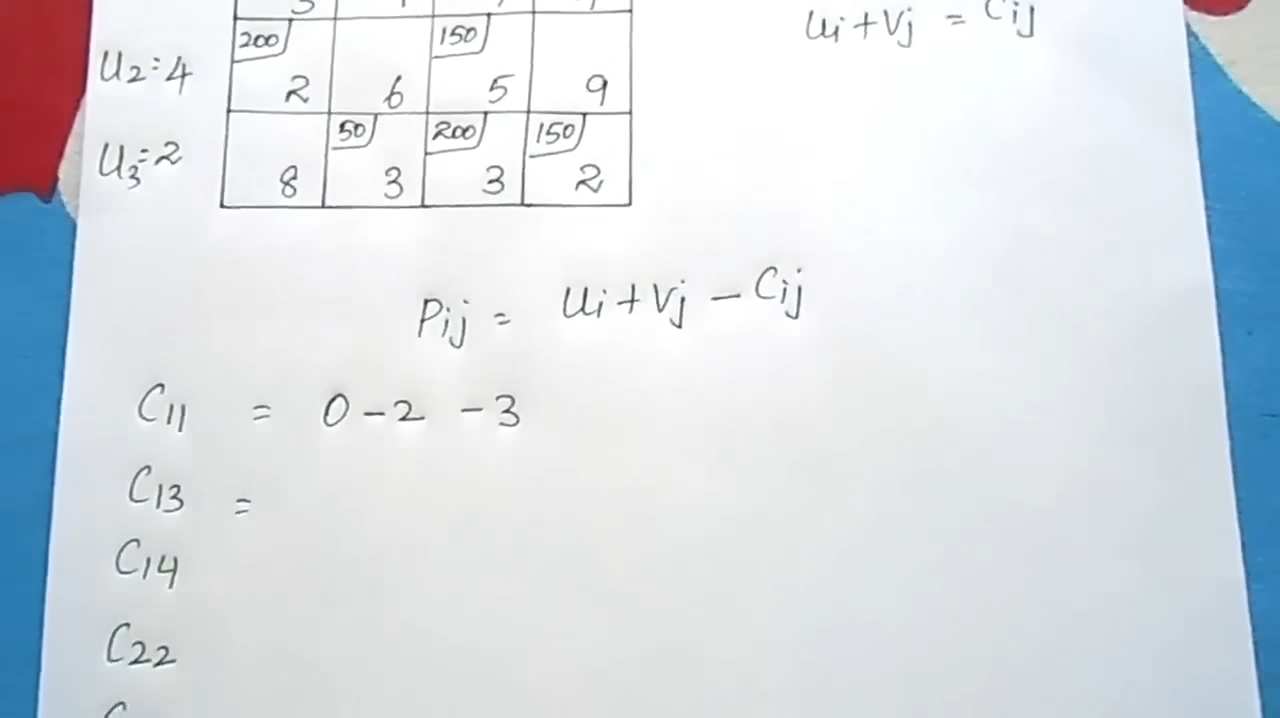 ui+Vj = Cij
200 150
U2=4 2 6 5 9
50 200 150
U3=2 8 3 3 2
Pij = ui+Vj - Cij
C11 = 0-2 -3
C13 =
C14
C22